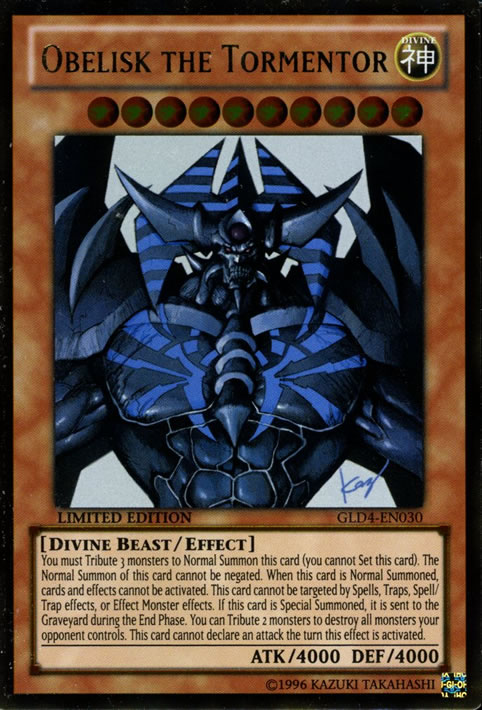 OBELISK THE TORMENTOR
DIVINE
神
Kazy
LIMITED EDITION
GLD4-EN030
[DIVINE BEAST/EFFECT]
You must Tribute 3 monsters to Normal Summon this card (you cannot Set this card). The
Normal Summon of this card cannot be negated. When this card is Normal Summoned,
cards and effects cannot be activated. This card cannot be targeted by Spells, Traps, Spell/
Trap effects, or Effect Monster effects. If this card is Special Summoned, it is sent to the
Graveyard during the End Phase. You can Tribute 2 monsters to destroy all monsters your
opponent controls. This card cannot declare an attack the turn this effect is activated.
ATK/4000 DEF/4000
©1996 KAZUKI TAKAHASHI